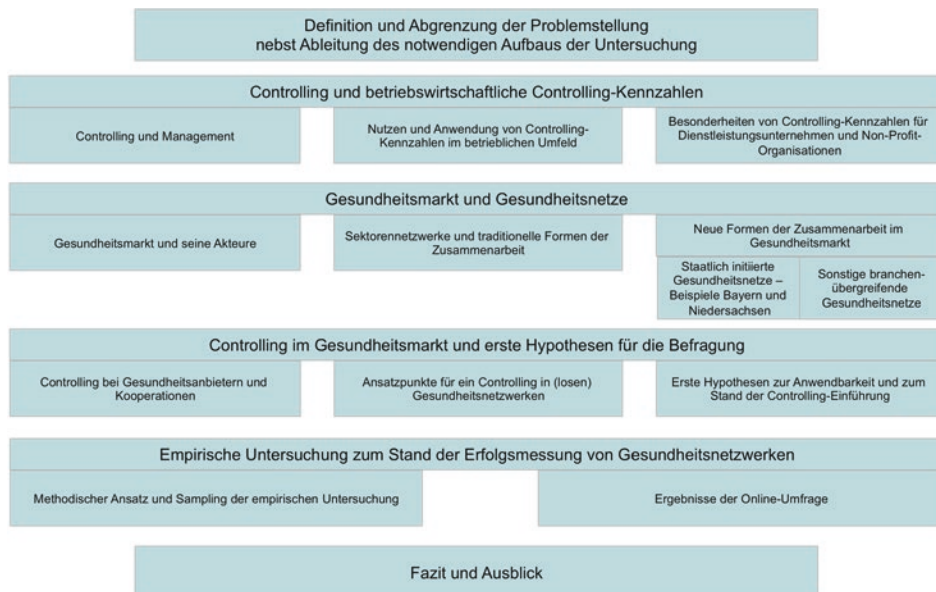 Definition und Abgrenzung der Problemstellung
nebst Ableitung des notwendigen Aufbaus der Untersuchung
Controlling und betriebswirtschaftliche Controlling-Kennzahlen
Controlling und Management
Nutzen und Anwendung von Controlling-
Kennzahlen im betrieblichen Umfeld
Besonderheiten von Controlling-Kennzahlen für
Dienstleistungsunternehmen und Non-Profit-
Organisationen
Gesundheitsmarkt und Gesundheitsnetze
Gesundheitsmarkt und seine Akteure
Sektorennetzwerke und traditionelle Formen der
Zusammenarbeit
Neue Formen der Zusammenarbeit im
Gesundheitsmarkt
Staatlich initiierte
Gesundheitsnetze –
Beispiele Bayern und
Niedersachsen
Sonstige branchen-
übergreifende
Gesundheitsnetze
Controlling im Gesundheitsmarkt und erste Hypothesen für die Befragung
Controlling bei Gesundheitsanbietern und
Kooperationen
Ansatzpunkte für ein Controlling in (losen)
Gesundheitsnetzwerken
Erste Hypothesen zur Anwendbarkeit und zum
Stand der Controlling-Einführung
Empirische Untersuchung zum Stand der Erfolgsmessung von Gesundheitsnetzwerken
Methodischer Ansatz und Sampling der empirischen Untersuchung
Ergebnisse der Online-Umfrage
Fazit und Ausblick